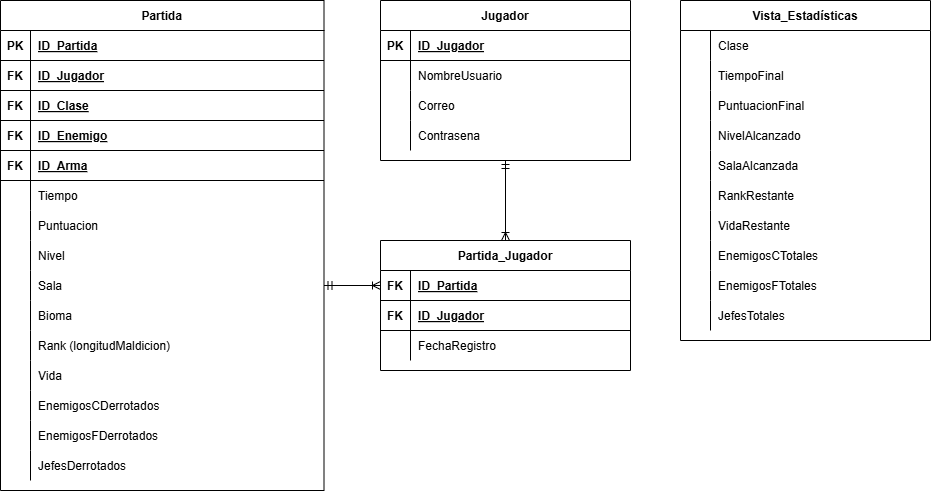 Partida
PK ID_Partida
FK ID_Jugador
FK ID_Clase
FK ID_Enemigo
FK ID_Arma
Tiempo
Puntuacion
Nivel
Sala
Bioma
Rank (longitudMaldicion)
Vida
EnemigosCDerrotados
EnemigosFDerrotados
JefesDerrotados
Jugador
PK ID_Jugador
NombreUsuario
Correo
Contrasena
Partida_Jugador
FK ID_Partida
FK ID_Jugador
FechaRegistro
Vista_Estadísticas
Clase
TiempoFinal
PuntuacionFinal
NivelAlcanzado
SalaAlcanzada
RankRestante
VidaRestante
EnemigosCTotales
EnemigosFTotales
JefesTotales